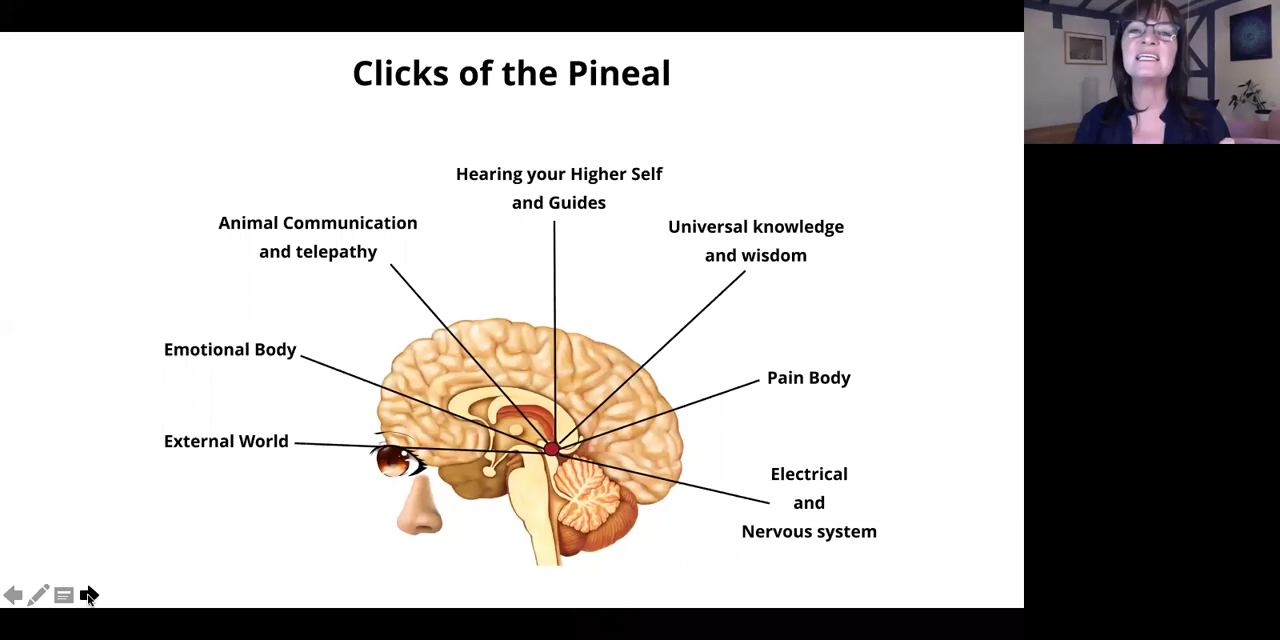 Clicks of the Pineal
Hearing your Higher Self
and Guides
Animal Communication
and telepathy
Universal knowledge
and wisdom
Emotional Body
Pain Body
External World
Electrical
and
Nervous system